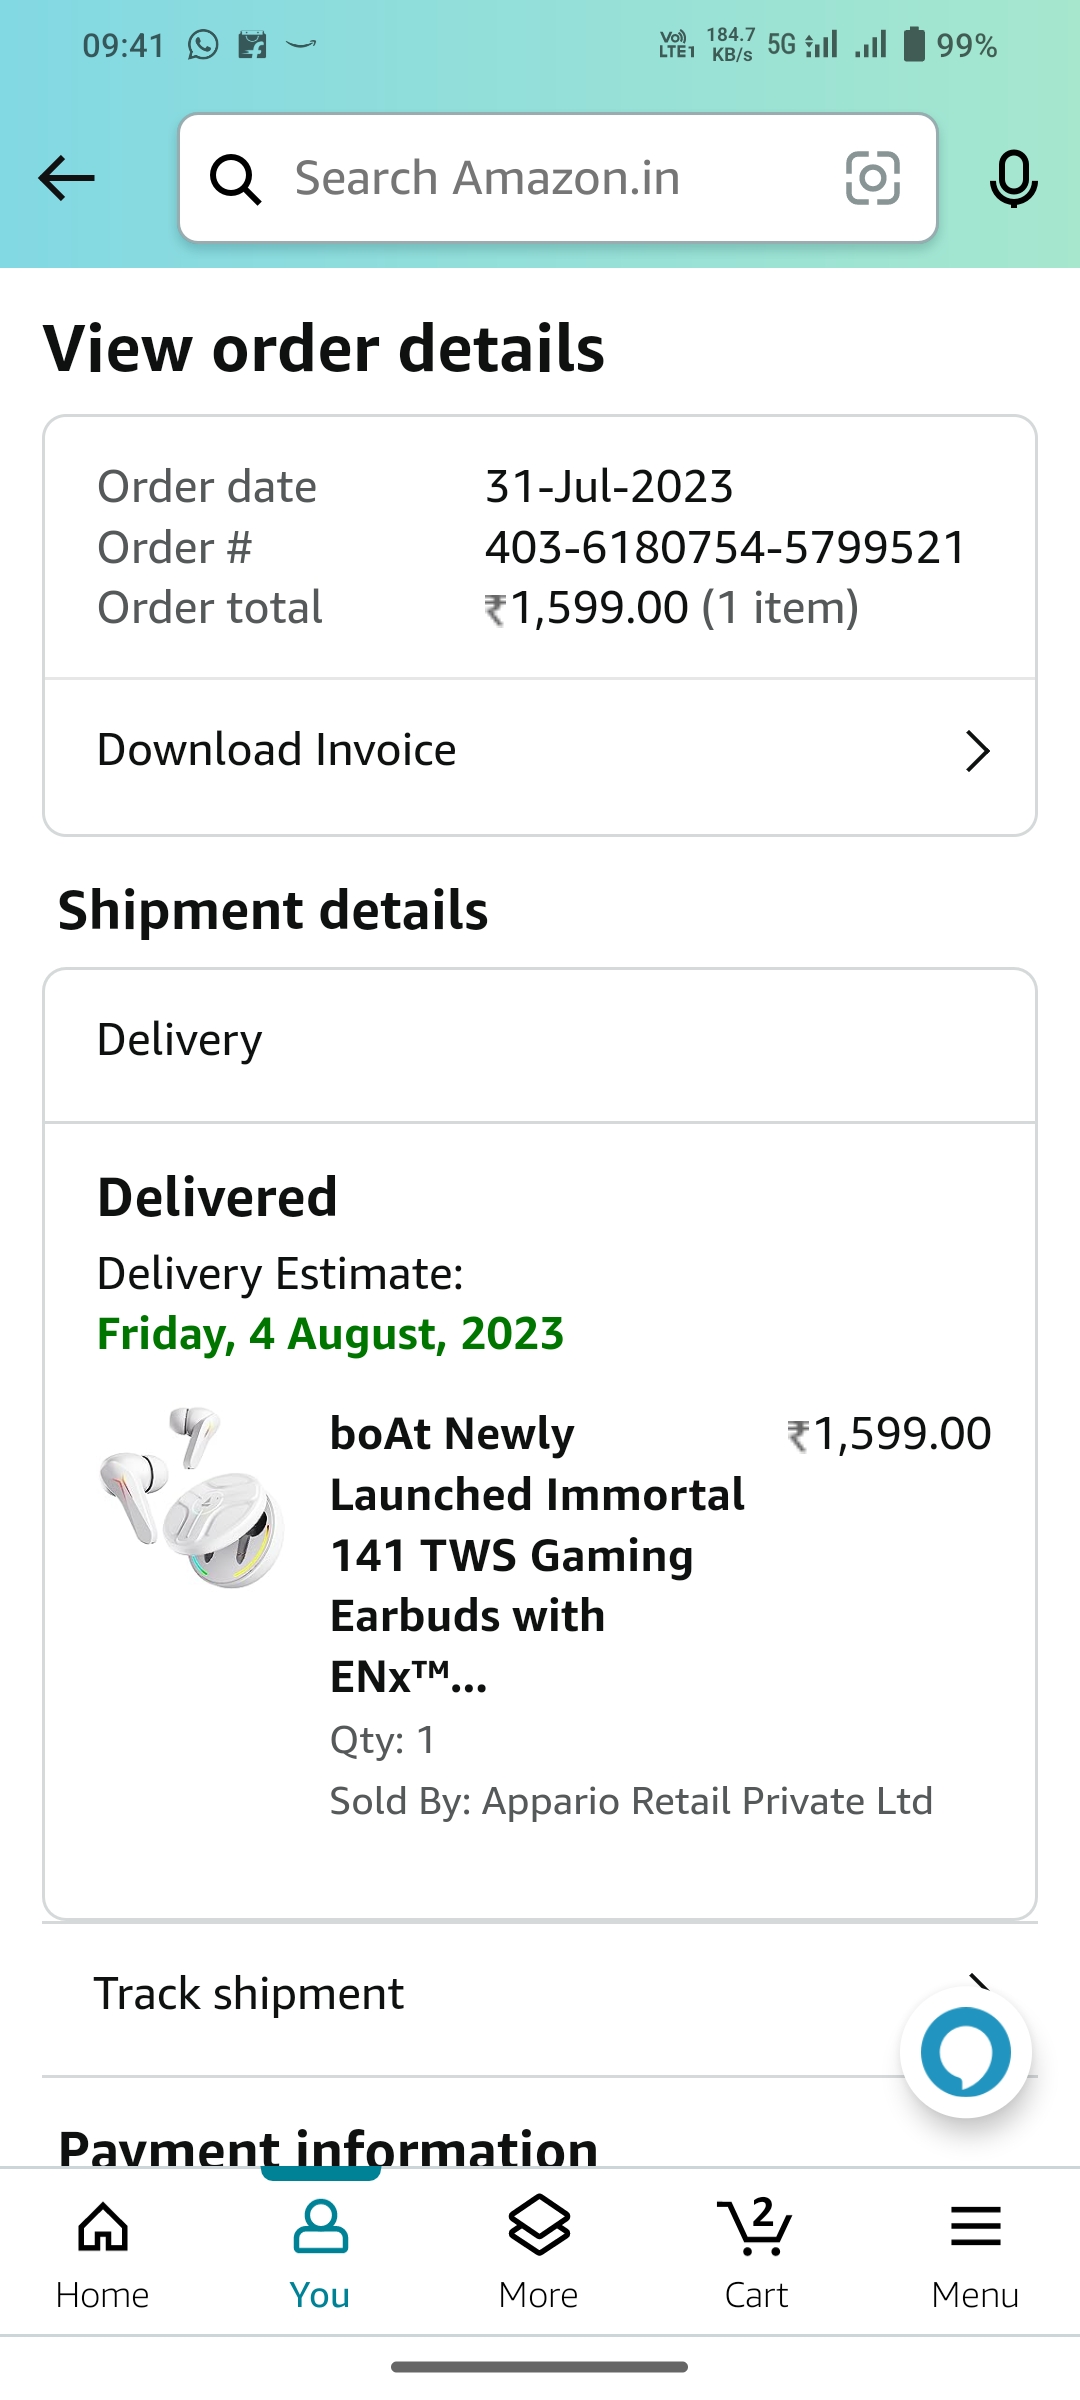 09:41 Vo)) LTE1 184.7 KB/s 5G 99%
Search Amazon.in
View order details
Order date 31-Jul-2023
Order # 403-6180754-5799521
Order total ₹1,599.00 (1 item)
Download Invoice
Shipment details
Delivery
Delivered
Delivery Estimate:
Friday, 4 August, 2023
boAt Newly ₹1,599.00
Launched Immortal
141 TWS Gaming
Earbuds with
ENx™...
Qty: 1
Sold By: Appario Retail Private Ltd
Track shipment
Payment information
2
Home You More Cart Menu